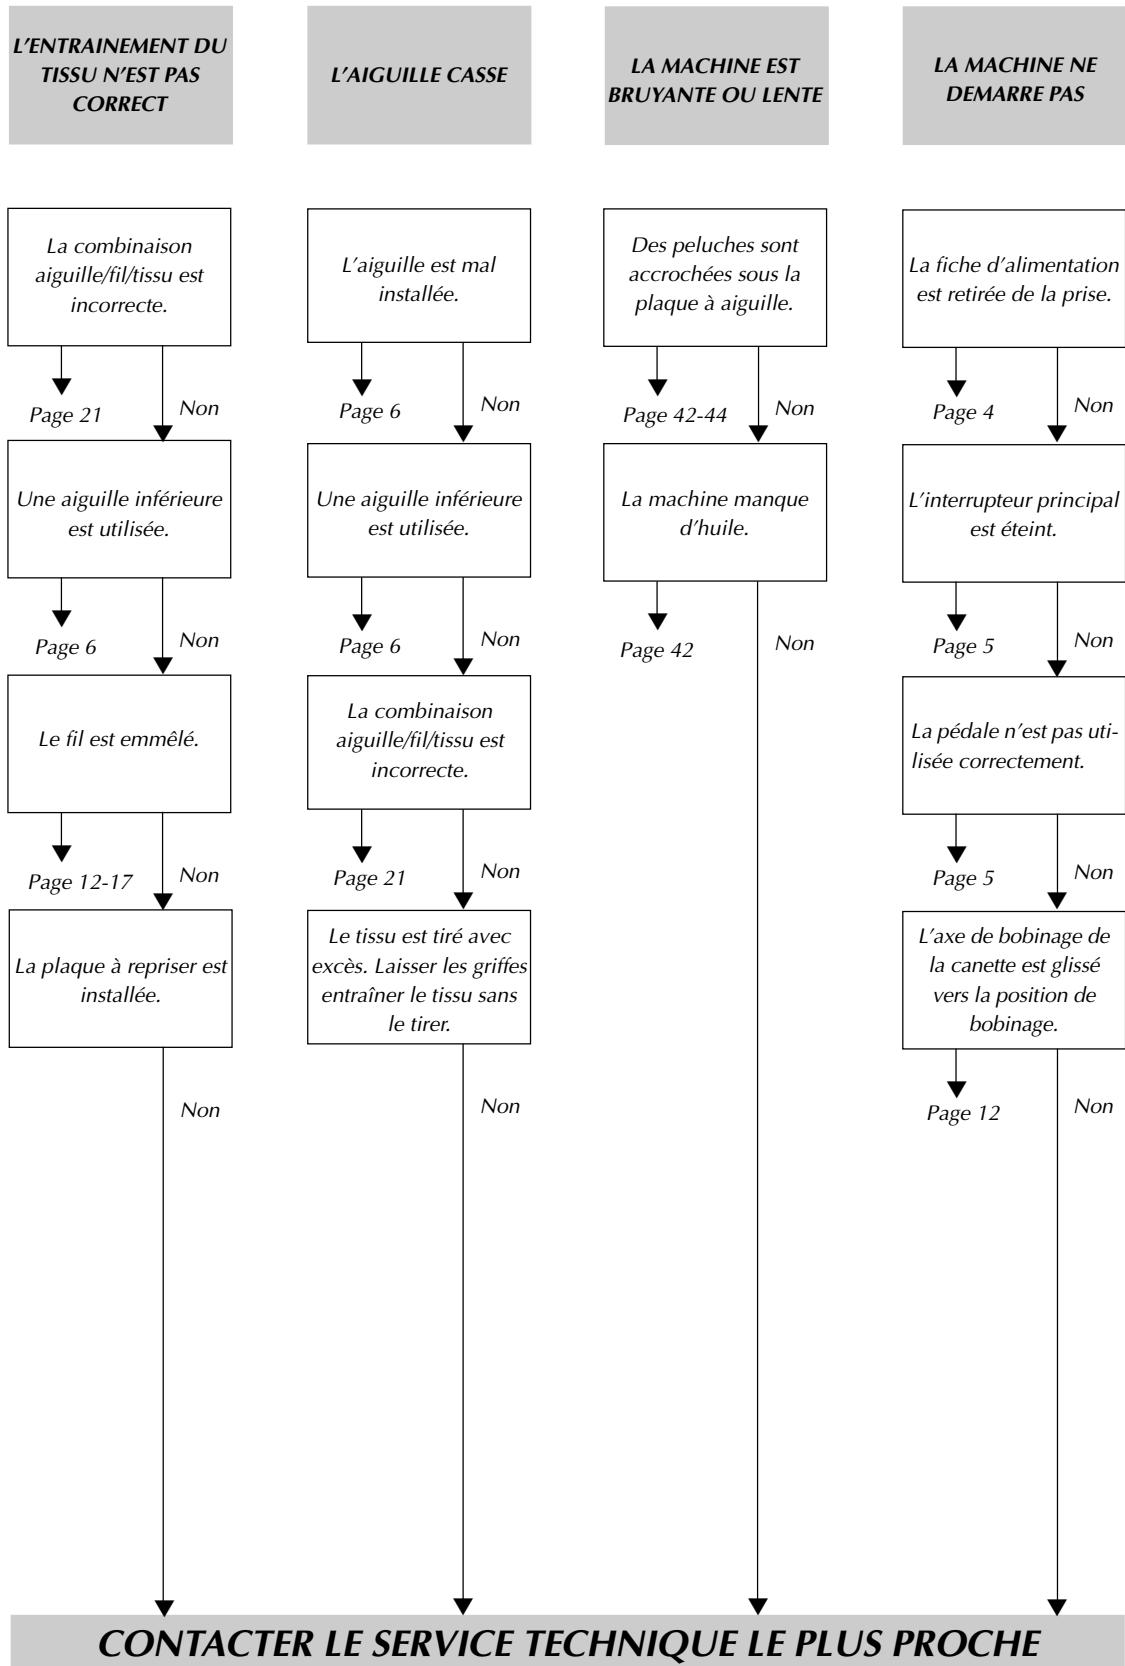 L'ENTRAINEMENT DU
TISSU N'EST PAS
CORRECT
La combinaison
aiguille/fil/tissu est
incorrecte.
Page 21
Non
Une aiguille inférieure
est utilisée.
Page 6
Non
Le fil est emmêlé.
Page 12-17
Non
La plaque à repriser est
installée.
Non
L'AIGUILLE CASSE
L'aiguille est mal
installée.
Page 6
Non
Une aiguille inférieure
est utilisée.
Page 6
Non
La combinaison
aiguille/fil/tissu est
incorrecte.
Page 21
Non
Le tissu est tiré avec
excès. Laisser les griffes
entraîner le tissu sans
le tirer.
Non
LA MACHINE EST
BRUYANTE OU LENTE
Des peluches sont
accrochées sous la
plaque à aiguille.
Page 42-44
Non
La machine manque
d'huile.
Page 42
Non
LA MACHINE NE
DEMARRE PAS
La fiche d'alimentation
est retirée de la prise.
Page 4
Non
L'interrupteur principal
est éteint.
Page 5
Non
La pédale n'est pas uti-
lisée correctement.
Page 5
Non
L'axe de bobinage de
la canette est glissé
vers la position de
bobinage.
Page 12
Non
CONTACTER LE SERVICE TECHNIQUE LE PLUS PROCHE